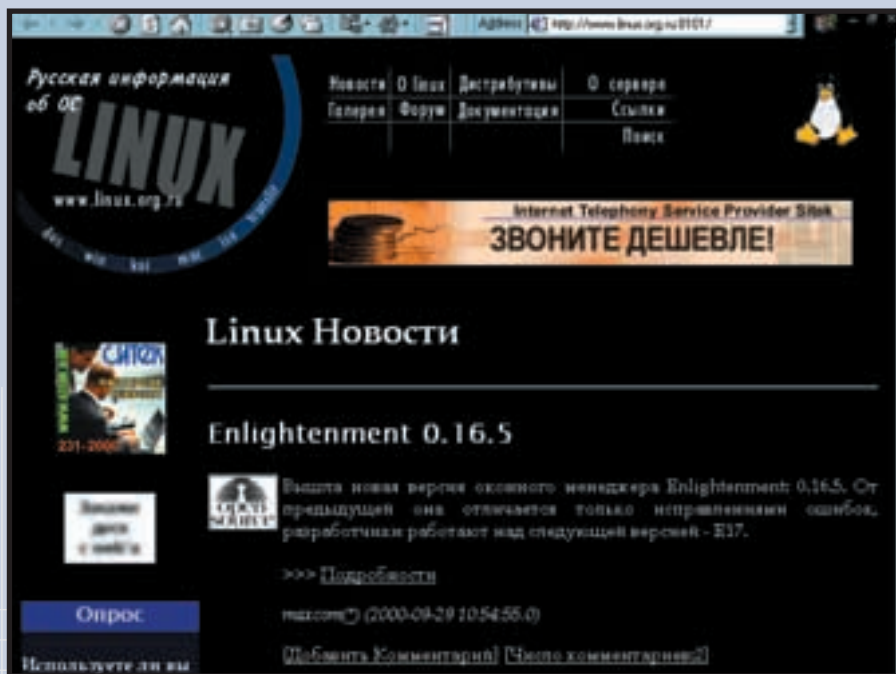 Address http://www.linux.org.ru:8101/
Русская информация
об ОС
LINUX
www.linux.org.ru
Новости О linux Дистрибутивы О сервере
Галерея Форум Документация Ссылки
Поиск
Internet Telephony Service Provider Sitek
ЗВОНИТЕ ДЕШЕВЛЕ!
Linux Новости
СИТЕК
Enlightenment 0.16.5
OPEN SOURCE
Вышла новая версия оконного менеджера Enlightenment: 0.16.5. От
предыдущей она отличается только исправлениями ошибок,
разработчики работают над следующей версией - E17.
>>> Подробности
maxcom(*) (2000-09-29 10:54:55.0)
[Добавить Комментарий] [Число комментариев:2]
Опрос
Используете ли вы